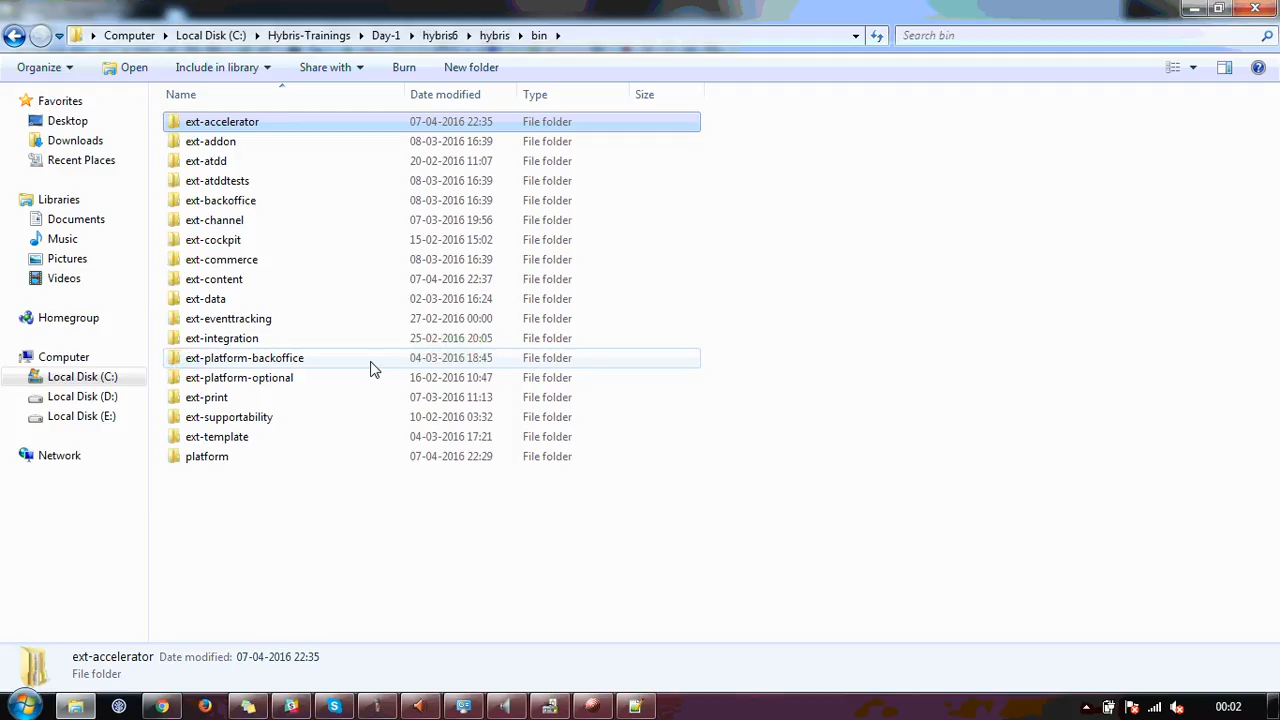 Computer Local Disk (C:) Hybris-Trainings Day-1 hybris6 hybris bin Search bin
Organize Open Include in library Share with Burn New folder
Name Date modified Type Size
Favorites
Desktop
Downloads
Recent Places
Libraries
Documents
Music
Pictures
Videos
Homegroup
Computer
Local Disk (C:)
Local Disk (D:)
Local Disk (E:)
Network
ext-accelerator 07-04-2016 22:35 File folder
ext-addon 08-03-2016 16:39 File folder
ext-atdd 20-02-2016 11:07 File folder
ext-atddtests 08-03-2016 16:39 File folder
ext-backoffice 08-03-2016 16:39 File folder
ext-channel 07-03-2016 19:56 File folder
ext-cockpit 15-02-2016 15:02 File folder
ext-commerce 08-03-2016 16:39 File folder
ext-content 07-04-2016 22:37 File folder
ext-data 02-03-2016 16:24 File folder
ext-eventtracking 27-02-2016 00:00 File folder
ext-integration 25-02-2016 20:05 File folder
ext-platform-backoffice 04-03-2016 18:45 File folder
ext-platform-optional 16-02-2016 10:47 File folder
ext-print 07-03-2016 11:13 File folder
ext-supportability 10-02-2016 03:32 File folder
ext-template 04-03-2016 17:21 File folder
platform 07-04-2016 22:29 File folder
ext-accelerator Date modified: 07-04-2016 22:35
File folder
00:02